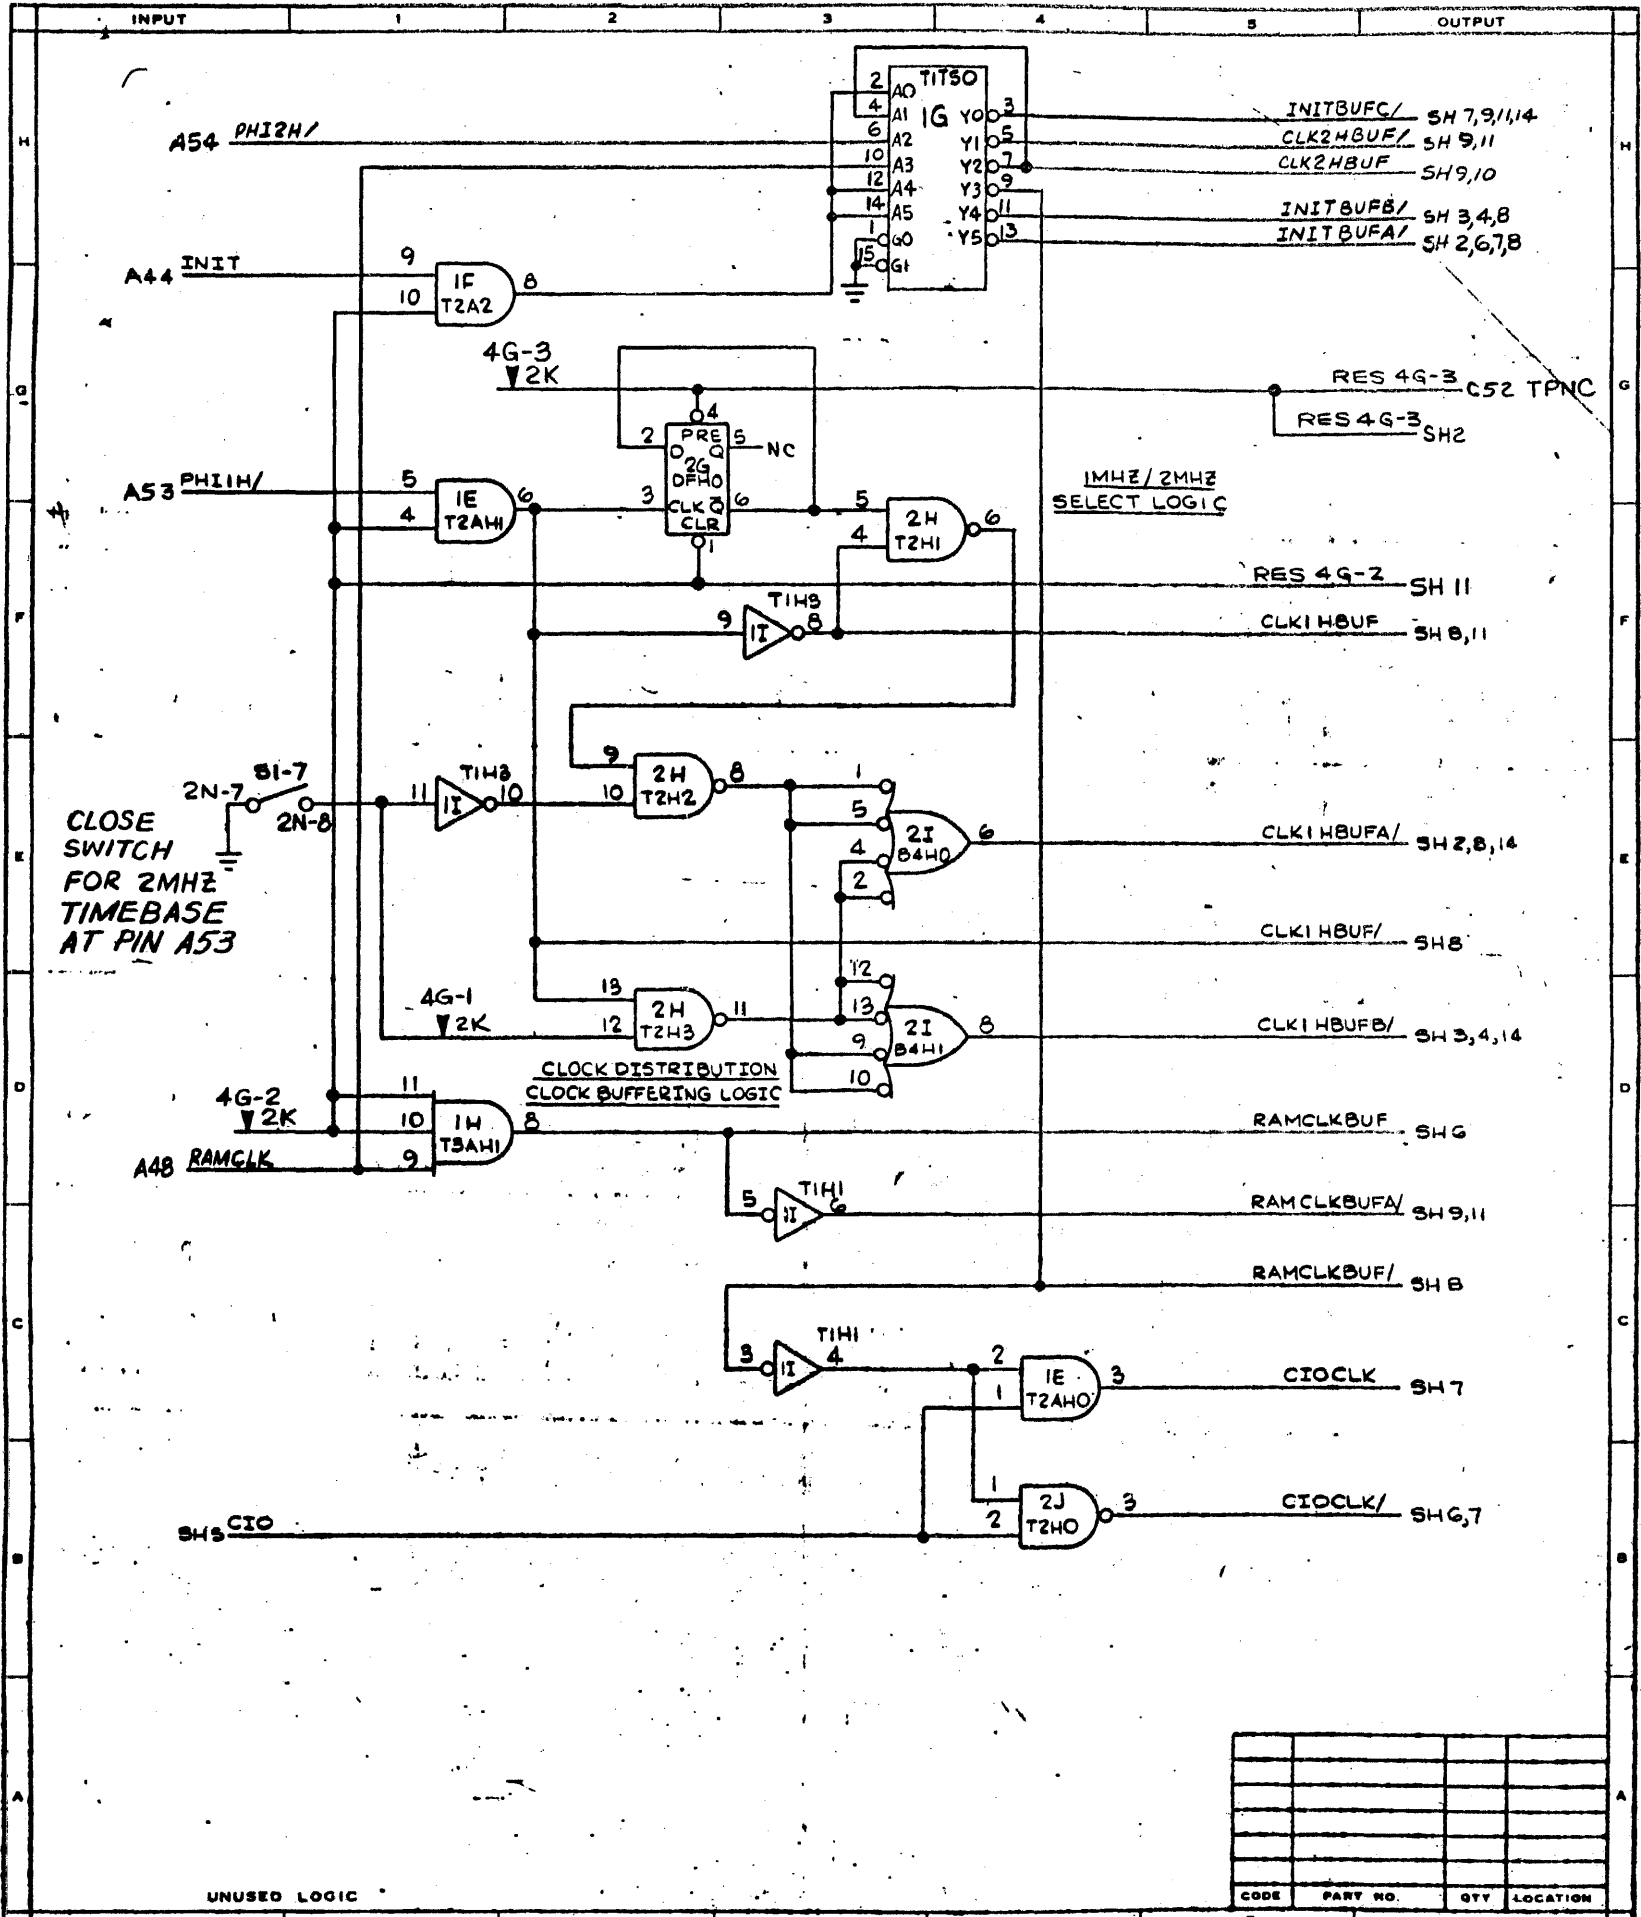 INPUT 1 2 3 4 5 OUTPUT
H H
T1T50
1G
2 A0
4 A1
6 A2
10 A3
12 A4
14 A5
1 G0
15 G1
Y0 3
Y1 5
Y2 7
Y3 9
Y4 11
Y5 13
INITBUFC/ SH 7,9,11,14
CLK2HBUF/ SH 9,11
CLK2HBUF SH9,10
INITBUFB/ SH 3,4,8
INITBUFA/ SH 2,6,7,8
A54 PHI2H/
A44 INIT
9
10
1F
T2A2
8
4G-3
2K
G G
RES 4G-3 C52 TPNC
RES 4G-3 SH2
4
2 PRE 5 NC
D Q
2G
DFH0
3 CLK Q 6
CLR
1
A53 PHI1H/
5
4
1E
T2AH1
6
1MHZ/2MHZ
SELECT LOGIC
5
4
2H
T2H1
6
RES 4G-2 SH 11
F F
T1H3
9 1I 8
CLK1HBUF SH 8,11
S1-7
2N-7
2N-8
CLOSE
SWITCH
FOR 2MHZ
TIMEBASE
AT PIN A53
T1H3
11 1I 10
9
10
2H
T2H2
8
E E
1
5
4
2
2I
B4H0
6
CLK1HBUFA/ SH2,8,14
CLK1HBUF/ SH8
4G-1
2K
13
12
2H
T2H3
11
12
13
9
10
2I
B4H1
8
CLK1HBUFB/ SH 3,4,14
CLOCK DISTRIBUTION
CLOCK BUFFERING LOGIC
D D
4G-2
2K
A48 RAMCLK
11
10
9
1H
T3AH1
8
RAMCLKBUF SH6
T1H1
5 1I 6
RAMCLKBUFA/ SH9,11
RAMCLKBUF/ SH 8
C C
T1H1
3 1I 4
2
1
1E
T2AH0
3
CIOCLK SH7
1
2
2J
T2H0
3
CIOCLK/ SH6,7
SH5 CIO
B B
A A
UNUSED LOGIC
CODE PART NO. QTY LOCATION